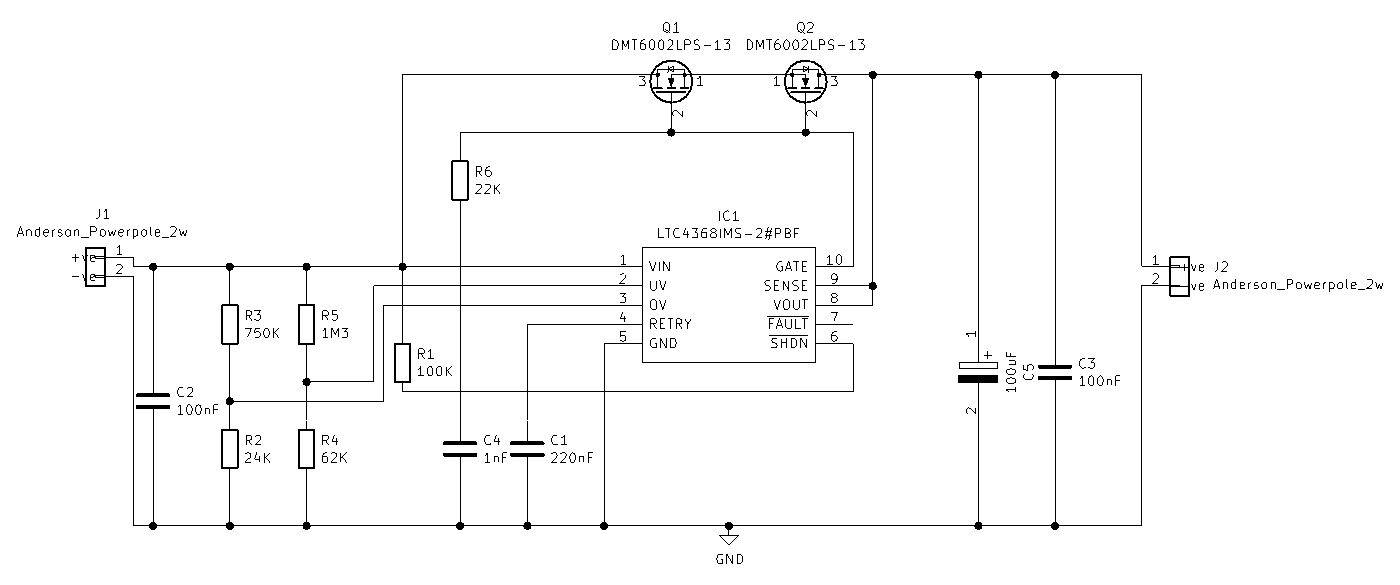 Q1
DMT6002LPS-13
Q2
DMT6002LPS-13
3
1
2
1
3
2
R6
22K
J1
Anderson_Powerpole_2w
+ve
-ve
1
2
IC1
LTC4368IMS-2#PBF
1
2
3
4
5
VIN
UV
OV
RETRY
GND
GATE
SENSE
VOUT
FAULT
SHDN
10
9
8
7
6
1
2
+ve
ve
J2
Anderson_Powerpole_2w
R3
750K
R5
1M3
R1
100K
C2
100nF
R2
24K
R4
62K
C4
1nF
C1
220nF
1
+
2
100uF
C5
C3
100nF
GND